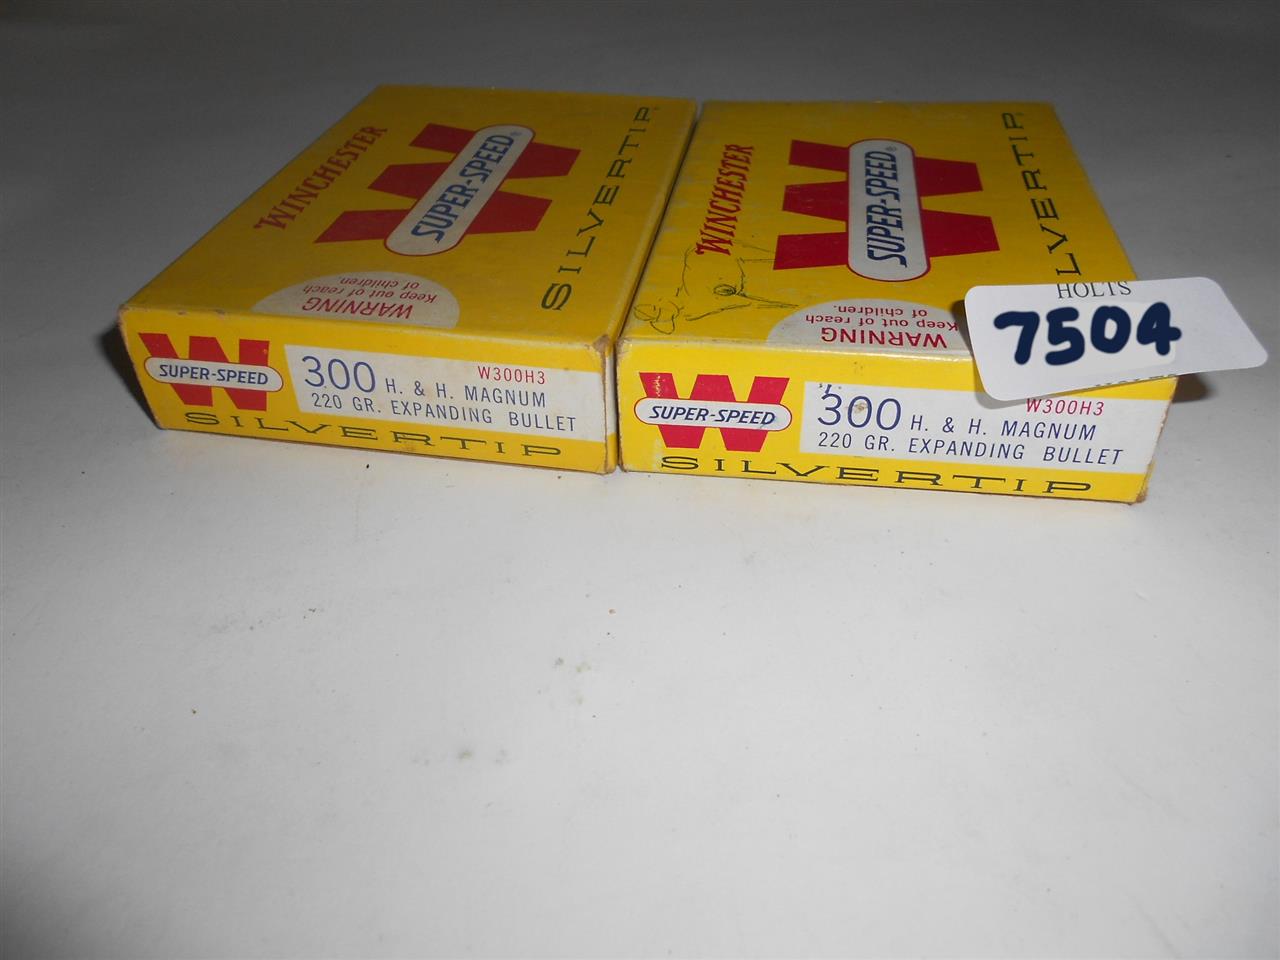 WINCHESTER
W
SUPER-SPEED®
SILVERTIP
WARNING
Keep out of reach
of children.
W
SUPER-SPEED
300 H. & H. MAGNUM
W300H3
220 GR. EXPANDING BULLET
SILVERTIP
WINCHESTER
W
SUPER-SPEED®
LVERTIP
WARNING
Keep out of reach
of children.
HOLTS
7504
W
SUPER-SPEED
300 H. & H. MAGNUM
W300H3
220 GR. EXPANDING BULLET
SILVERTIP